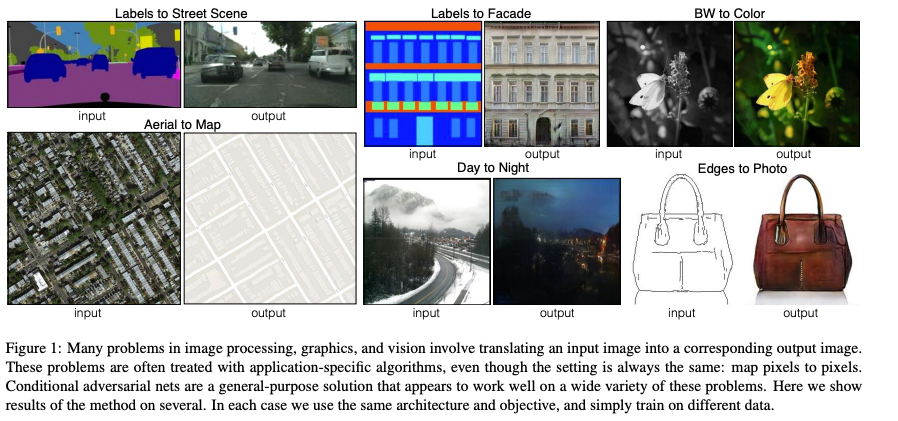 Labels to Street Scene
input
output
Labels to Facade
input
output
BW to Color
input
output
Aerial to Map
input
output
Day to Night
input
output
Edges to Photo
input
output
Figure 1: Many problems in image processing, graphics, and vision involve translating an input image into a corresponding output image.
These problems are often treated with application-specific algorithms, even though the setting is always the same: map pixels to pixels.
Conditional adversarial nets are a general-purpose solution that appears to work well on a wide variety of these problems. Here we show
results of the method on several. In each case we use the same architecture and objective, and simply train on different data.